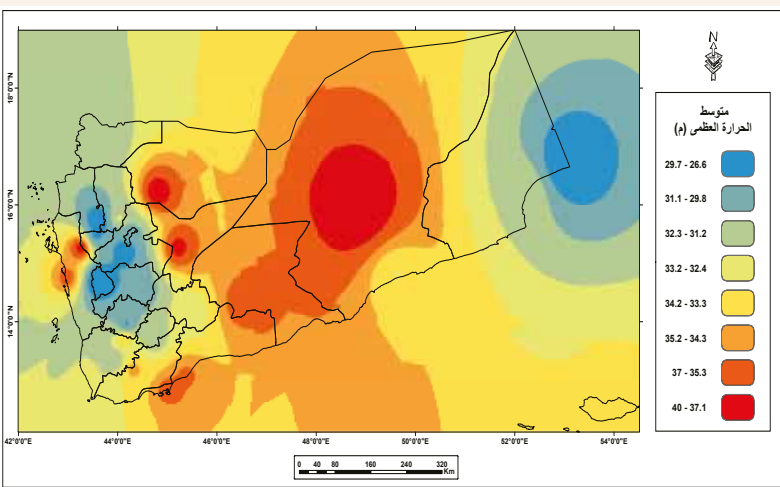 N
متوسط
الحرارة العظمى (م)
29.7 - 26.6
31.1 - 29.8
32.3 - 31.2
33.2 - 32.4
34.2 - 33.3
35.2 - 34.3
37 - 35.3
40 - 37.1
18°0'0"N
16°0'0"N
14°0'0"N
42°0'0"E
44°0'0"E
46°0'0"E
48°0'0"E
50°0'0"E
52°0'0"E
54°0'0"E
0 40 80 160 240 320
Km